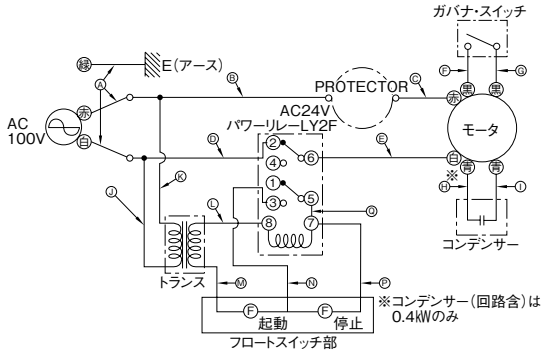 ガバナ・スイッチ
緑
E(アース)
A
B
PROTECTOR
C
F
G
赤
黒
黒
モータ
AC
100V
赤
白
AC24V
パワーリレーLY2F
D
2
4
6
E
白
※
青
青
J
K
1
3
5
Q
H
I
L
8
7
コンデンサー
トランス
M
N
P
F
F
起動
停止
フロートスイッチ部
※コンデンサー(回路含)は
0.4kWのみ